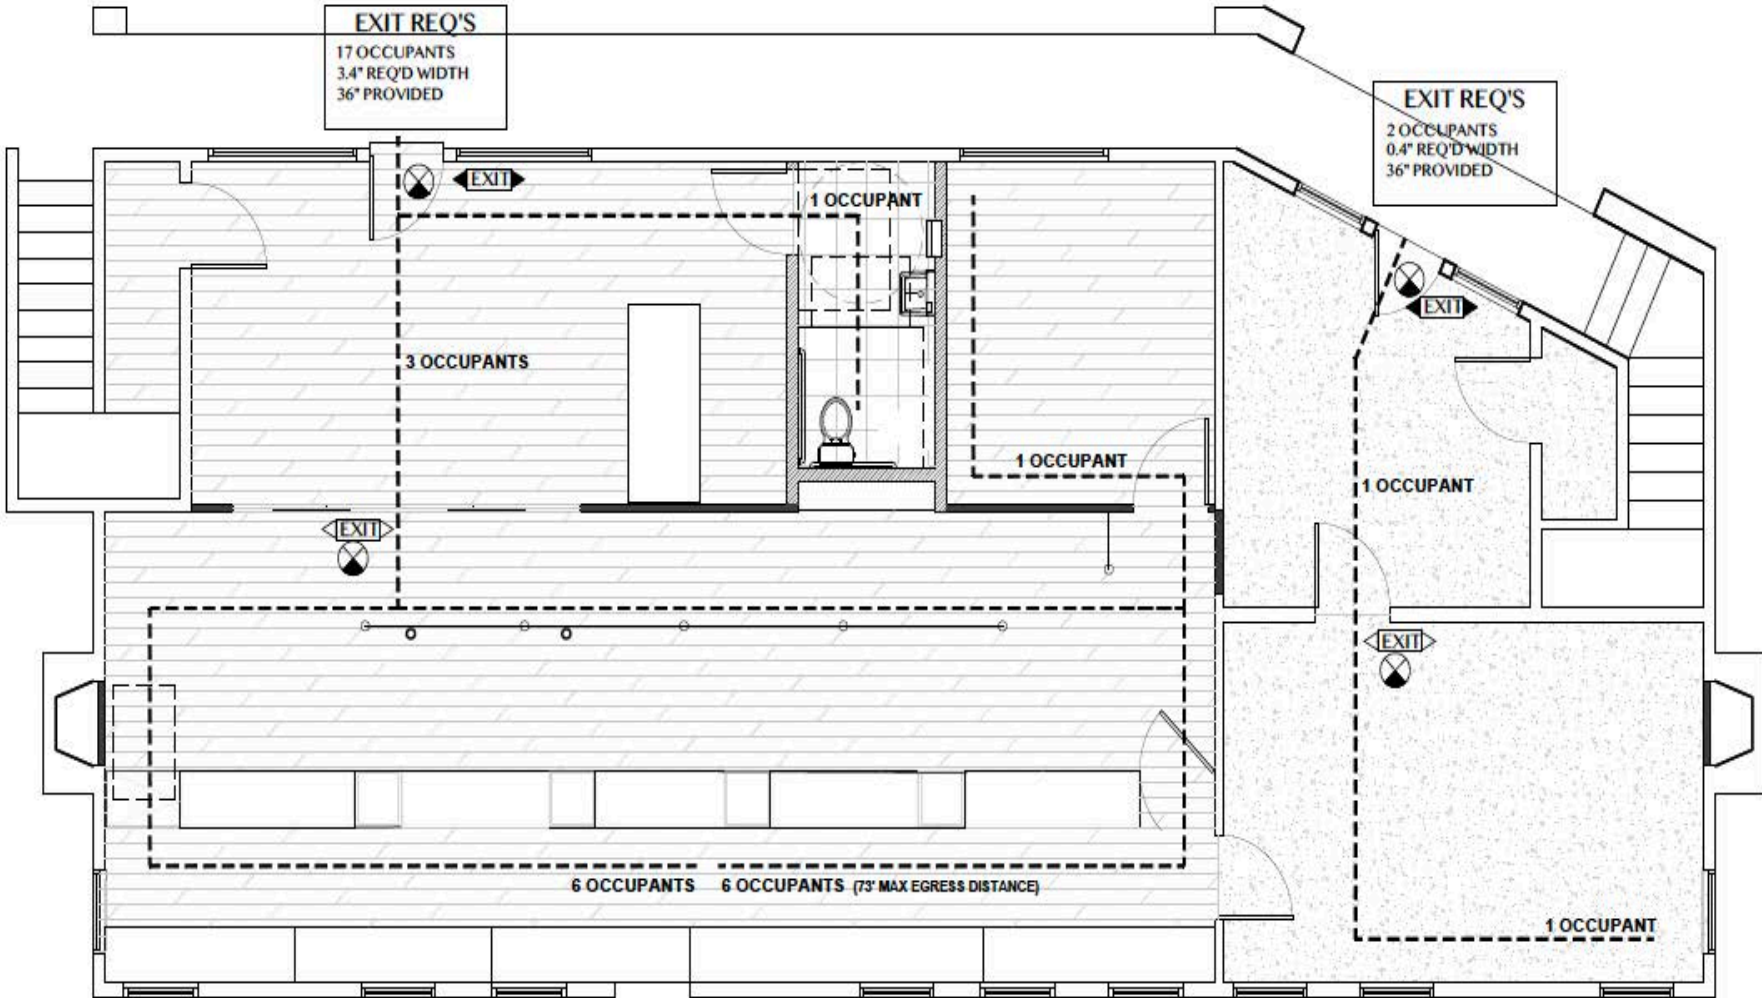 EXIT REQ'S
17 OCCUPANTS
3.4" REQ'D WIDTH
36" PROVIDED
EXIT REQ'S
2 OCCUPANTS
0.4" REQ'D WIDTH
36" PROVIDED
EXIT
1 OCCUPANT
EXIT
3 OCCUPANTS
1 OCCUPANT
1 OCCUPANT
EXIT
EXIT
6 OCCUPANTS
6 OCCUPANTS (73' MAX EGRESS DISTANCE)
1 OCCUPANT